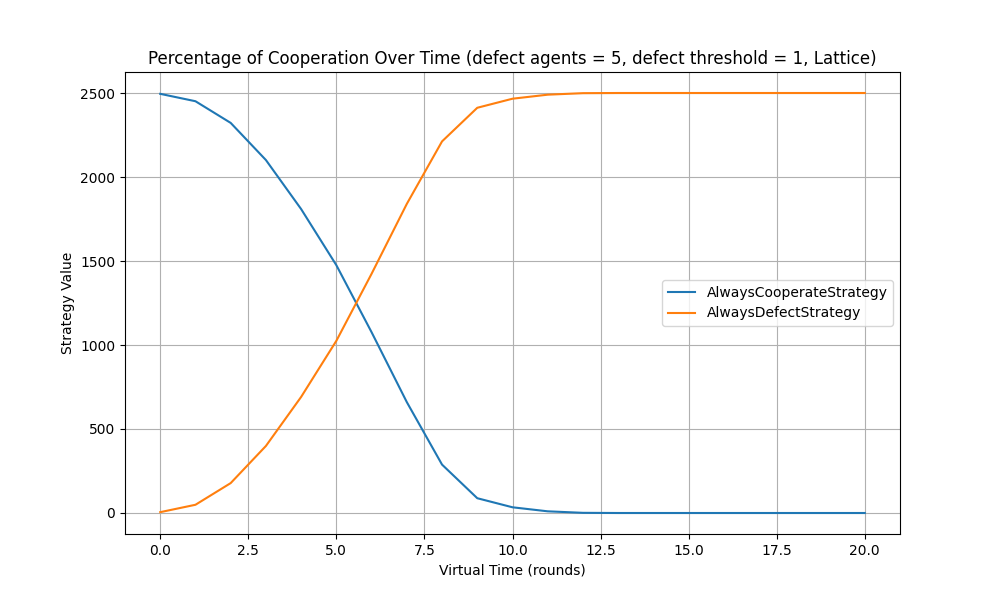 Percentage of Cooperation Over Time (defect agents = 5, defect threshold = 1, Lattice)
2500
2000
1500
1000
500
0
Strategy Value
AlwaysCooperateStrategy
AlwaysDefectStrategy
0.0 2.5 5.0 7.5 10.0 12.5 15.0 17.5 20.0
Virtual Time (rounds)